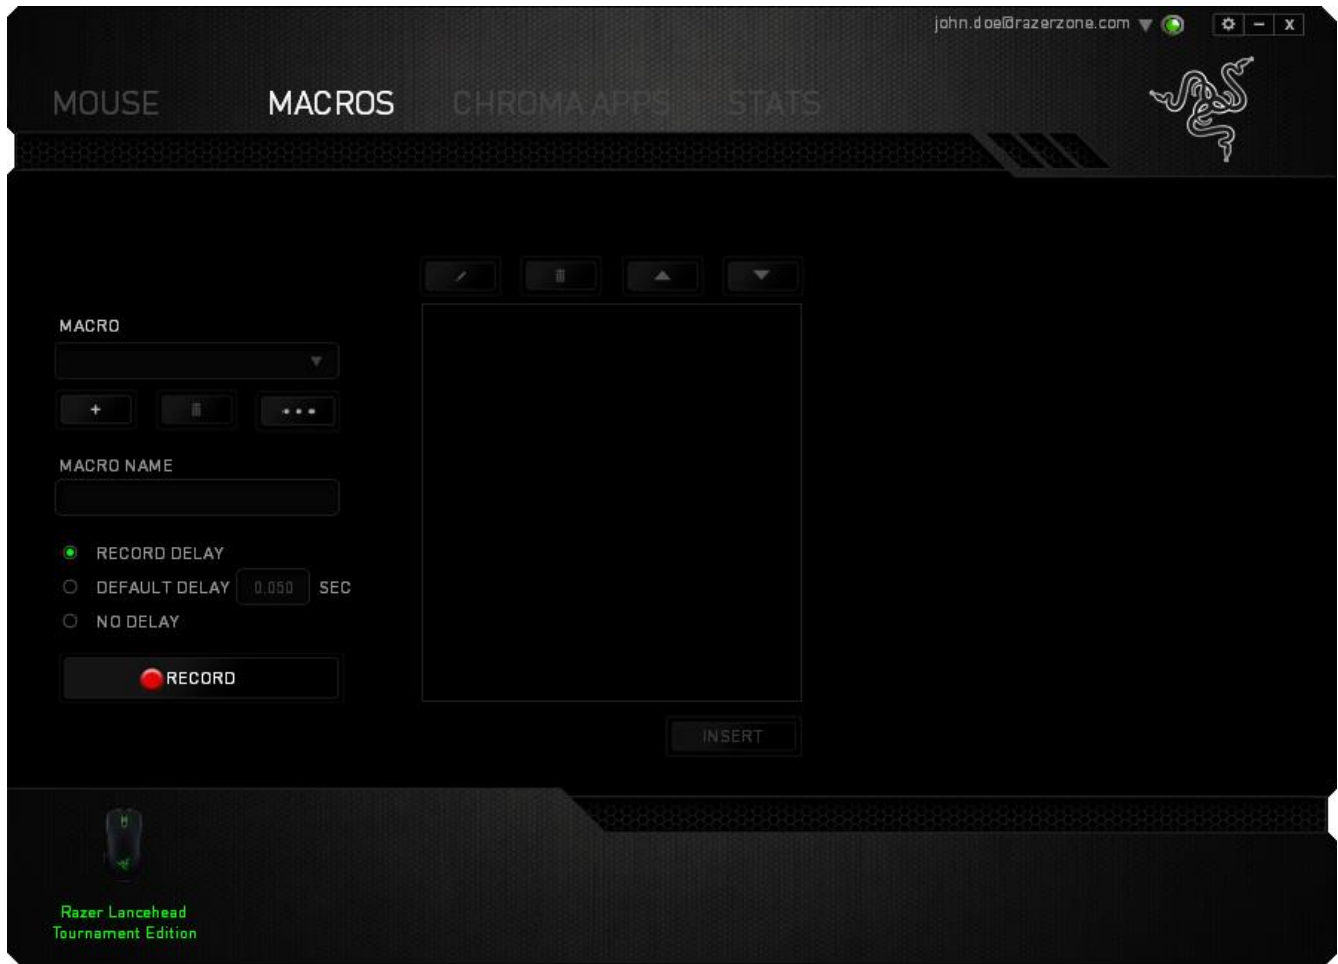 john.doe@razerzone.com
MOUSE MACROS CHROMA APPS STATS
MACRO
MACRO NAME
RECORD DELAY
DEFAULT DELAY 0.050 SEC
NO DELAY
RECORD
INSERT
Razer Lancehead
Tournament Edition